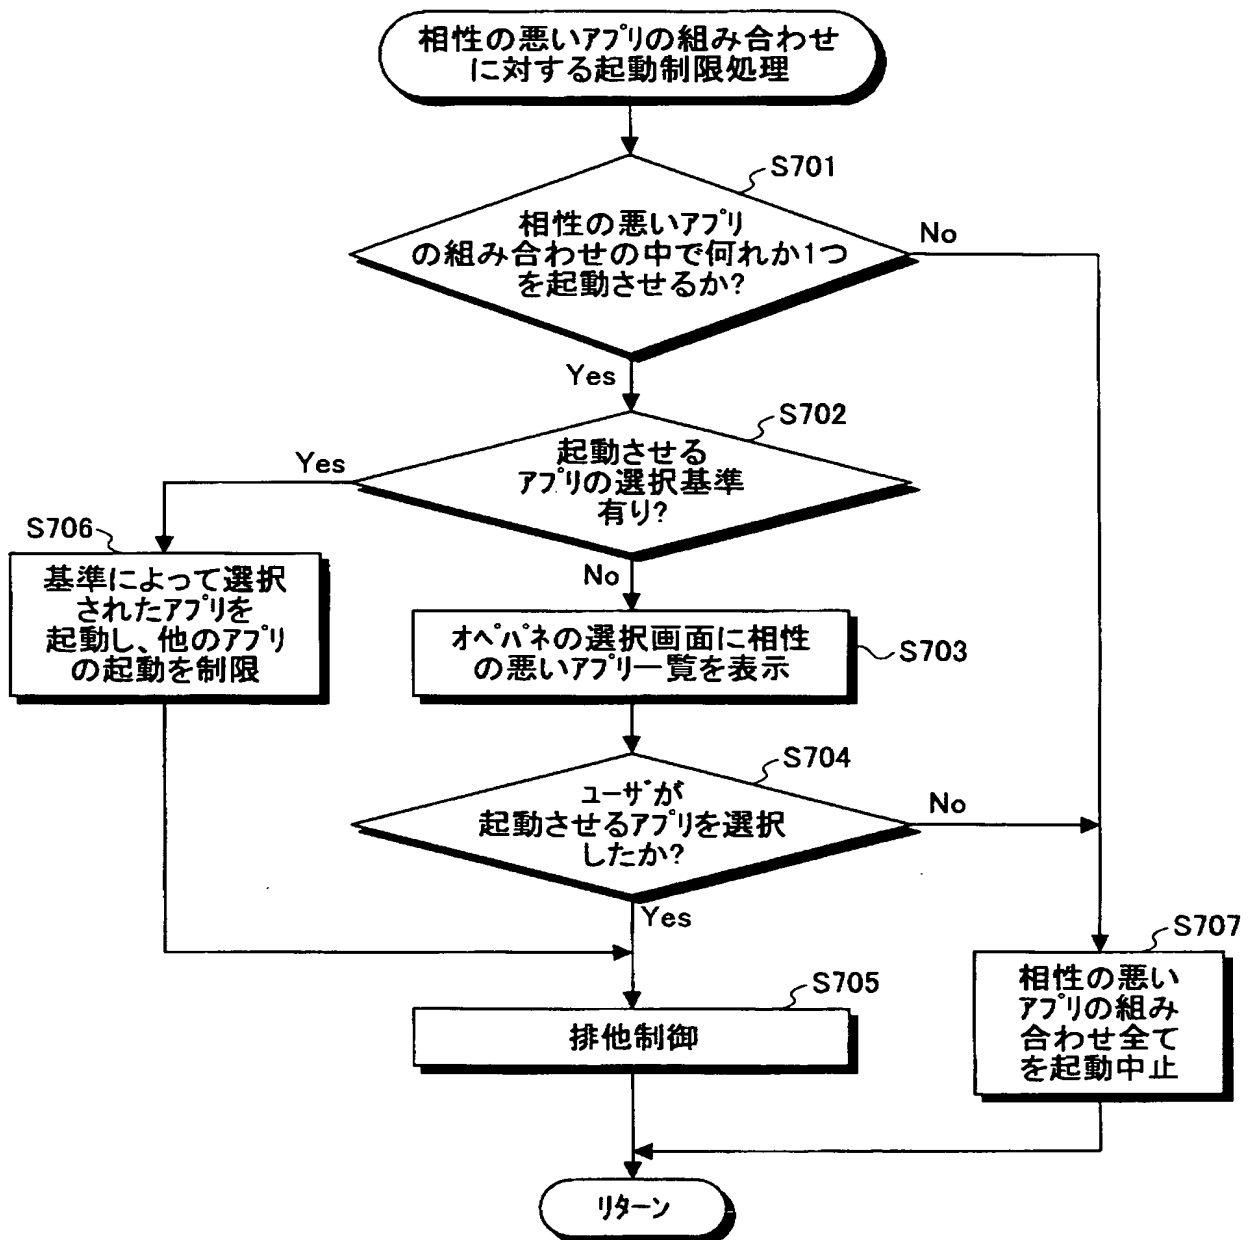 相性の悪いアプリの組み合わせ
に対する起動制限処理
S701
相性の悪いアプリ
の組み合わせの中で何れか1つ
を起動させるか?
No
Yes
S702
起動させる
アプリの選択基準
有り?
Yes
No
S706
基準によって選択
されたアプリを
起動し、他のアプリ
の起動を制限
オペパネの選択画面に相性
の悪いアプリ一覧を表示
S703
S704
ユーザが
起動させるアプリを選択
したか?
No
Yes
S707
相性の悪い
アプリの組み
合わせ全て
を起動中止
S705
排他制御
リターン